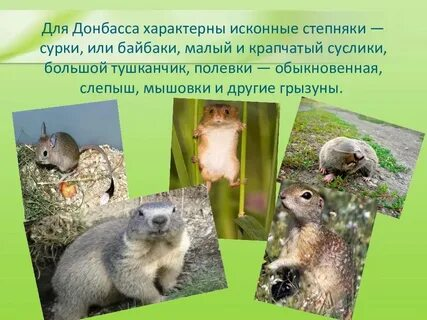 Для Донбасса характерны исконные степняки —
сурки, или байбаки, малый и крапчатый суслики,
большой тушканчик, полевки — обыкновенная,
слепыш, мышовки и другие грызуны.